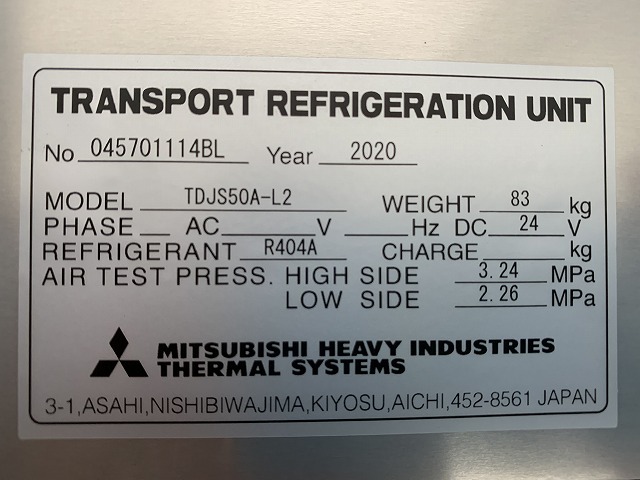 TRANSPORT REFRIGERATION UNIT
No 045701114BL Year 2020
MODEL TDJS50A-L2 WEIGHT 83 kg
PHASE AC V Hz DC 24 V
REFRIGERANT R404A CHARGE kg
AIR TEST PRESS. HIGH SIDE 3.24 MPa
LOW SIDE 2.26 MPa
MITSUBISHI HEAVY INDUSTRIES
THERMAL SYSTEMS
3-1,ASAHI,NISHIBIWAJIMA,KIYOSU,AICHI,452-8561 JAPAN